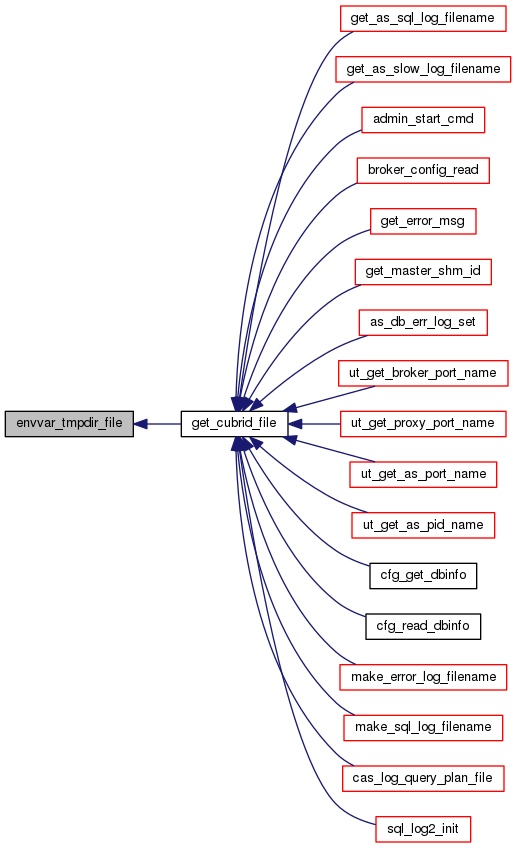 get_as_sql_log_filename
get_as_slow_log_filename
admin_start_cmd
broker_config_read
get_error_msg
get_master_shm_id
as_db_err_log_set
ut_get_broker_port_name
envvar_tmpdir_file
get_cubrid_file
ut_get_proxy_port_name
ut_get_as_port_name
ut_get_as_pid_name
cfg_get_dbinfo
cfg_read_dbinfo
make_error_log_filename
make_sql_log_filename
cas_log_query_plan_file
sql_log2_init